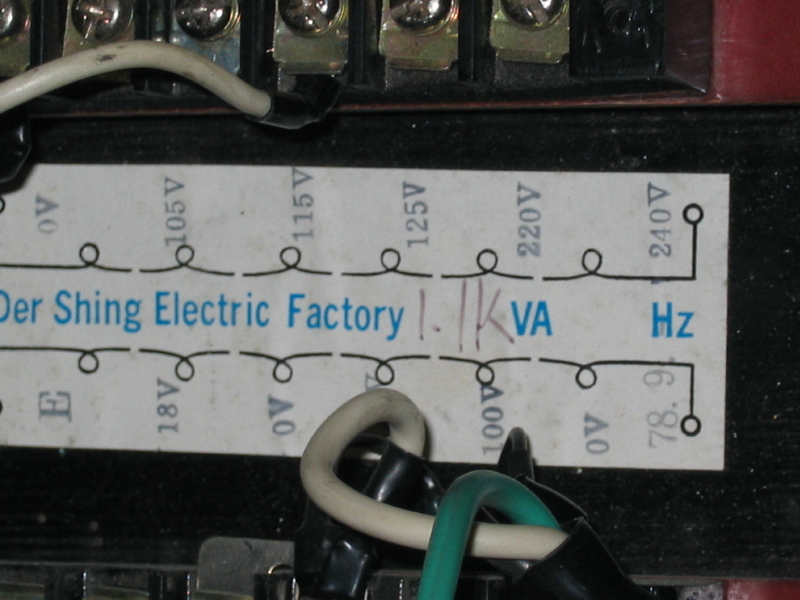 0V 105V 115V 125V 220V 240V
Der Shing Electric Factory 1.1K VA Hz
E 18V 0V 100V 0V 78. 9.